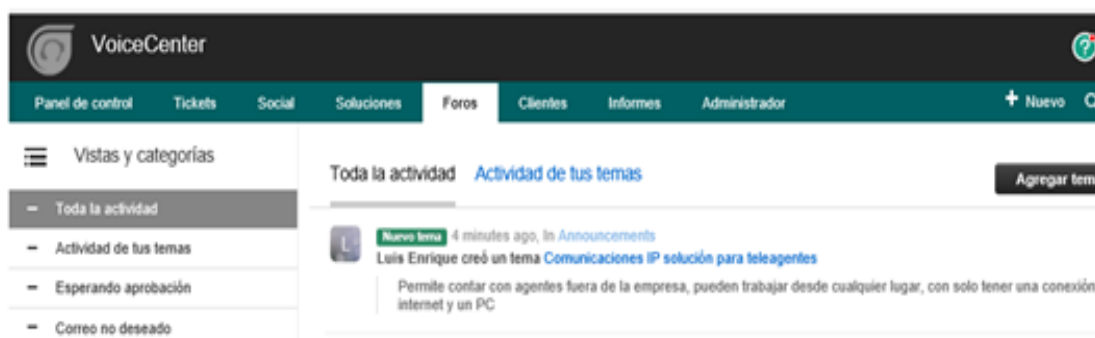 VoiceCenter
Panel de control Tickets Social Soluciones Foros Clientes Informes Administrador + Nuevo
Vistas y categorías
Toda la actividad Actividad de tus temas
Agregar tem
– Toda la actividad
– Actividad de tus temas
– Esperando aprobación
– Correo no deseado
L Nuevo tema 4 minutes ago, In Announcements
Luis Enrique creó un tema Comunicaciones IP solución para teleagentes
Permite contar con agentes fuera de la empresa, pueden trabajar desde cualquier lugar, con solo tener una conexión
internet y un PC